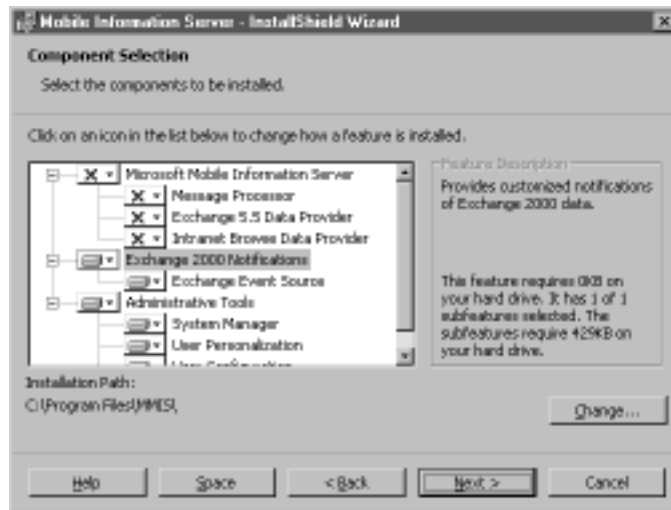 Mobile Information Server - InstallShield Wizard
Component Selection
Select the components to be installed.
Click on an icon in the list below to change how a feature is installed.
Microsoft Mobile Information Server
Message Processor
Exchange 5.5 Data Provider
Intranet Browse Data Provider
Exchange 2000 Notifications
Exchange Event Source
Administrative Tools
System Manager
User Personalization
User Configuration
Feature Description
Provides customized notifications
of Exchange 2000 data.
This feature requires 0KB on
your hard drive. It has 1 of 1
subfeatures selected. The
subfeatures require 429KB on
your hard drive.
Installation Path:
C:\Program Files\MMIS\
Change...
Help
Space
< Back
Next >
Cancel